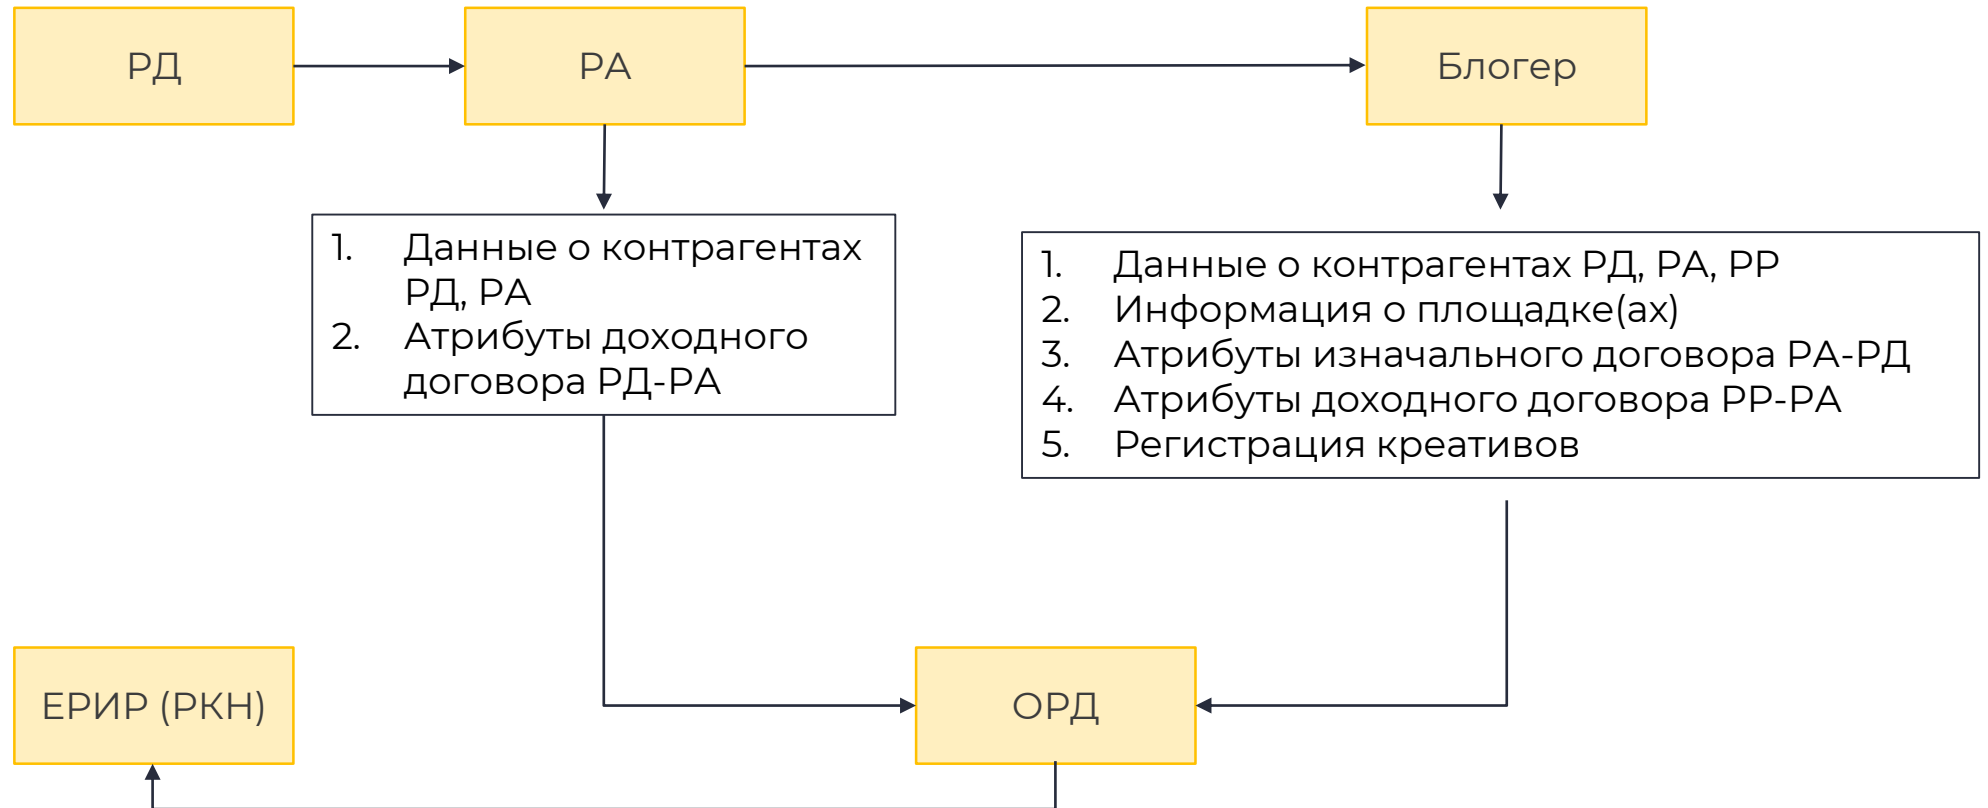 РД
РА
Блогер
1. Данные о контрагентах
РД, РА
2. Атрибуты доходного
договора РД-РА
1. Данные о контрагентах РД, РА, РР
2. Информация о площадке(ах)
3. Атрибуты изначального договора РА-РД
4. Атрибуты доходного договора РР-РА
5. Регистрация креативов
ЕРИР (РКН)
ОРД